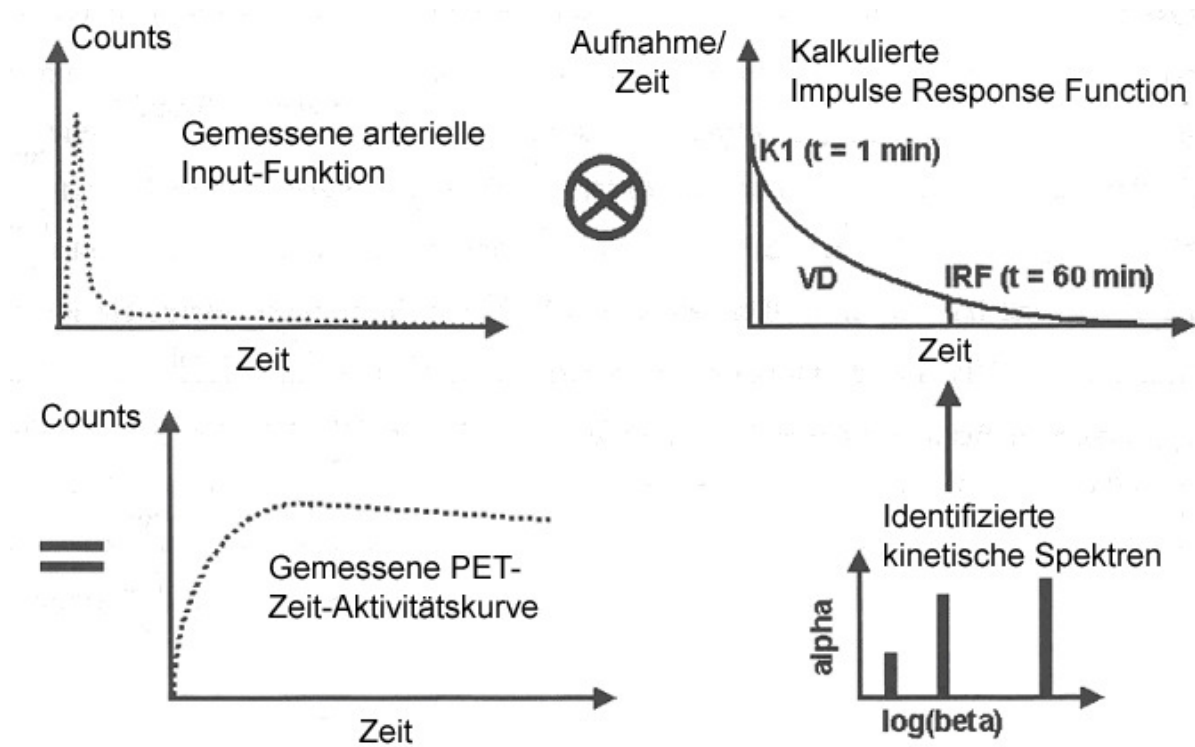 Counts
Gemessene arterielle
Input-Funktion
Zeit
Aufnahme/
Zeit
Kalkulierte
Impulse Response Function
K1 (t = 1 min)
VD
IRF (t = 60 min)
Zeit
Counts
Gemessene PET-
Zeit-Aktivitätskurve
Zeit
Identifizierte
kinetische Spektren
alpha
log(beta)